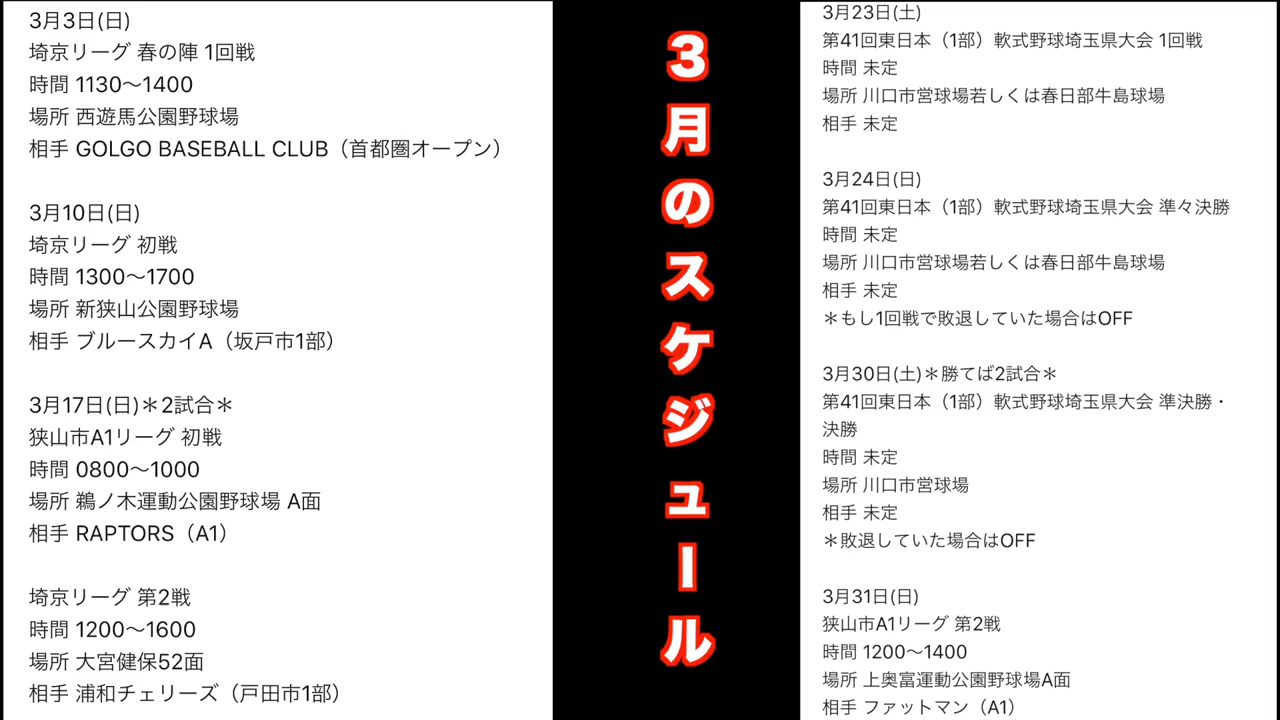 3月3日(日)
埼京リーグ 春の陣 1回戦
時間 1130〜1400
場所 西遊馬公園野球場
相手 GOLGO BASEBALL CLUB（首都圏オープン）
3月10日(日)
埼京リーグ 初戦
時間 1300〜1700
場所 新狭山公園野球場
相手 ブルースカイA（坂戸市1部）
3月17日(日)＊2試合＊
狭山市A1リーグ 初戦
時間 0800〜1000
場所 鵜ノ木運動公園野球場 A面
相手 RAPTORS（A1）
埼京リーグ 第2戦
時間 1200〜1600
場所 大宮健保52面
相手 浦和チェリーズ（戸田市1部）
3月のスケジュール
3月23日(土)
第41回東日本（1部）軟式野球埼玉県大会 1回戦
時間 未定
場所 川口市営球場若しくは春日部牛島球場
相手 未定
3月24日(日)
第41回東日本（1部）軟式野球埼玉県大会 準々決勝
時間 未定
場所 川口市営球場若しくは春日部牛島球場
相手 未定
＊もし1回戦で敗退していた場合はOFF
3月30日(土)＊勝てば2試合＊
第41回東日本（1部）軟式野球埼玉県大会 準決勝・
決勝
時間 未定
場所 川口市営球場
相手 未定
＊敗退していた場合はOFF
3月31日(日)
狭山市A1リーグ 第2戦
時間 1200〜1400
場所 上奥富運動公園野球場A面
相手 ファットマン（A1）